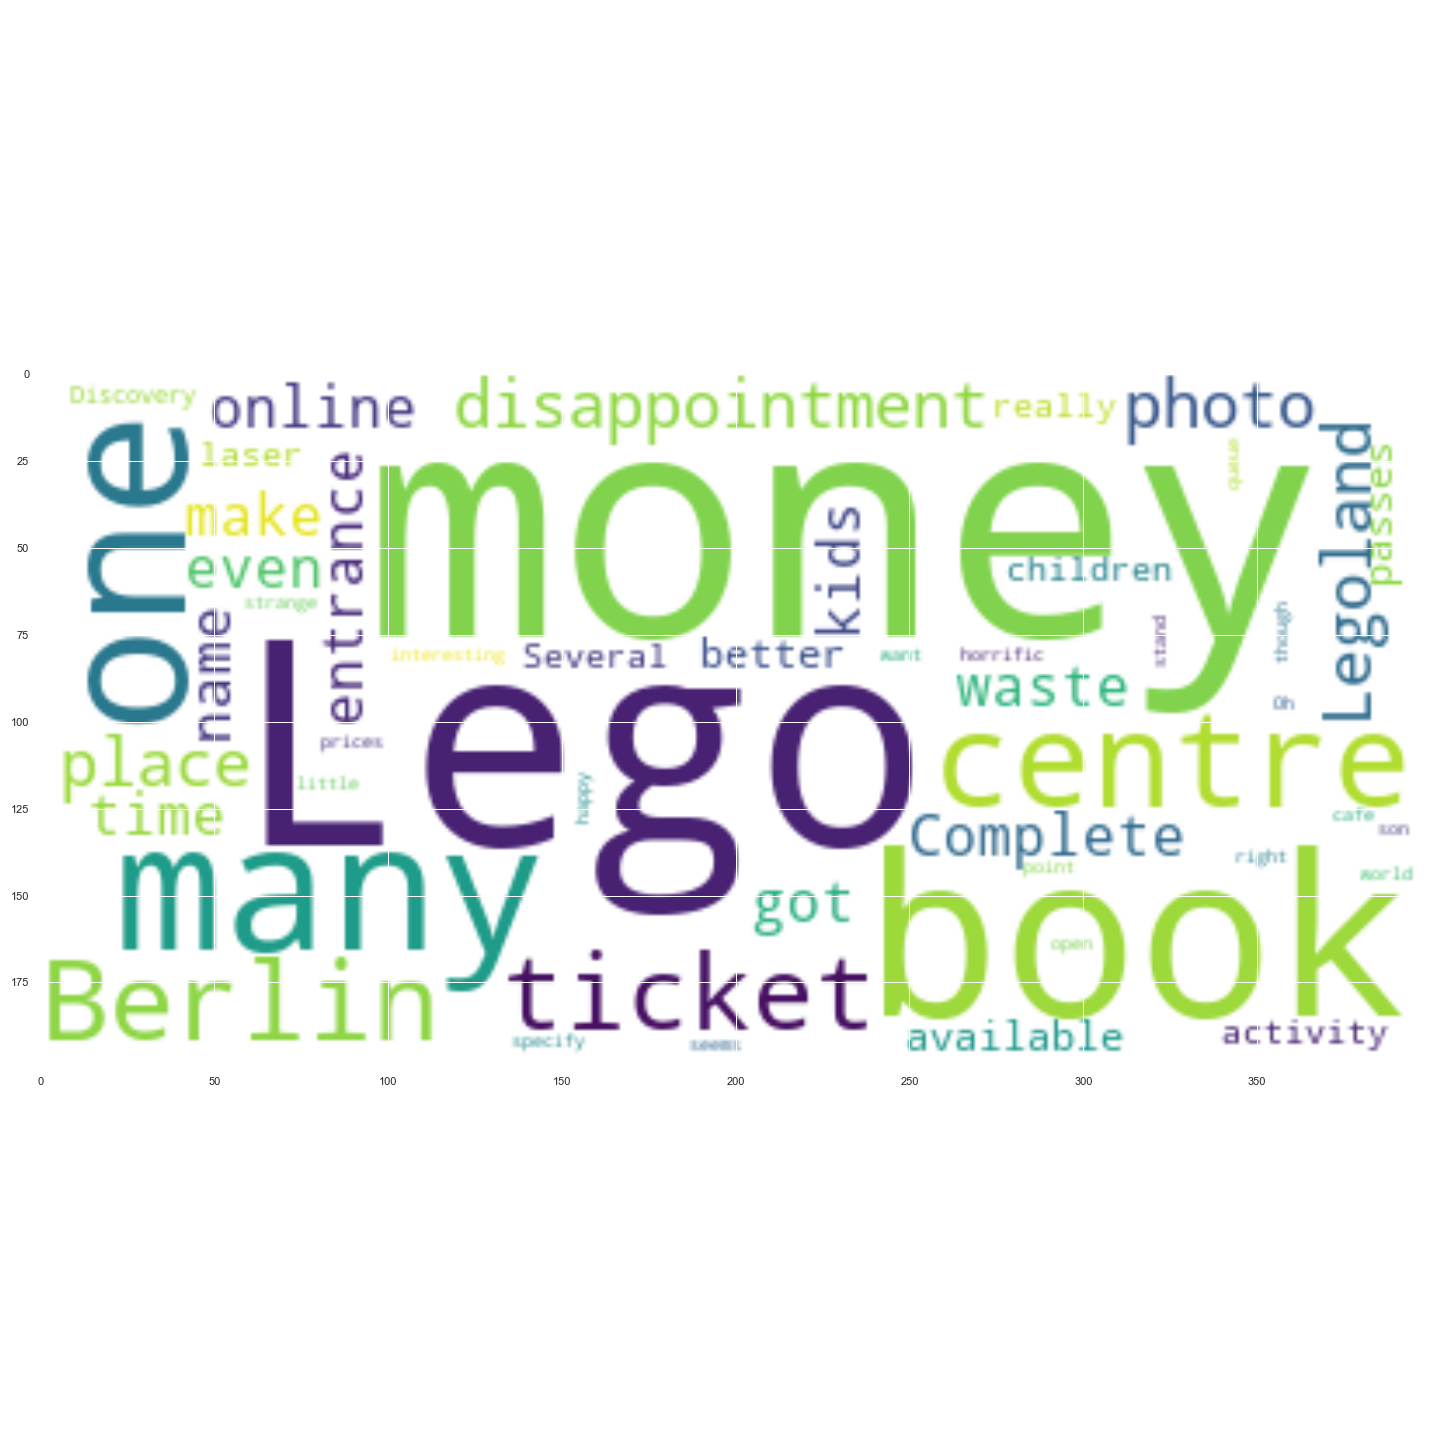 0
Discovery
online
disappointment
really
photo
one
laser
entrance
money
queue
Legoland
passes
25
make
kids
50
even
children
strange
name
stand
though
75
interesting
Several
better
want
horrific
waste
Oh
100
Lego
place
prices
centre
little
happy
time
cafe
son
125
Complete
many
right
point
world
book
150
got
open
Berlin
ticket
175
specify
seems
available
activity
0 50 100 150 200 250 300 350